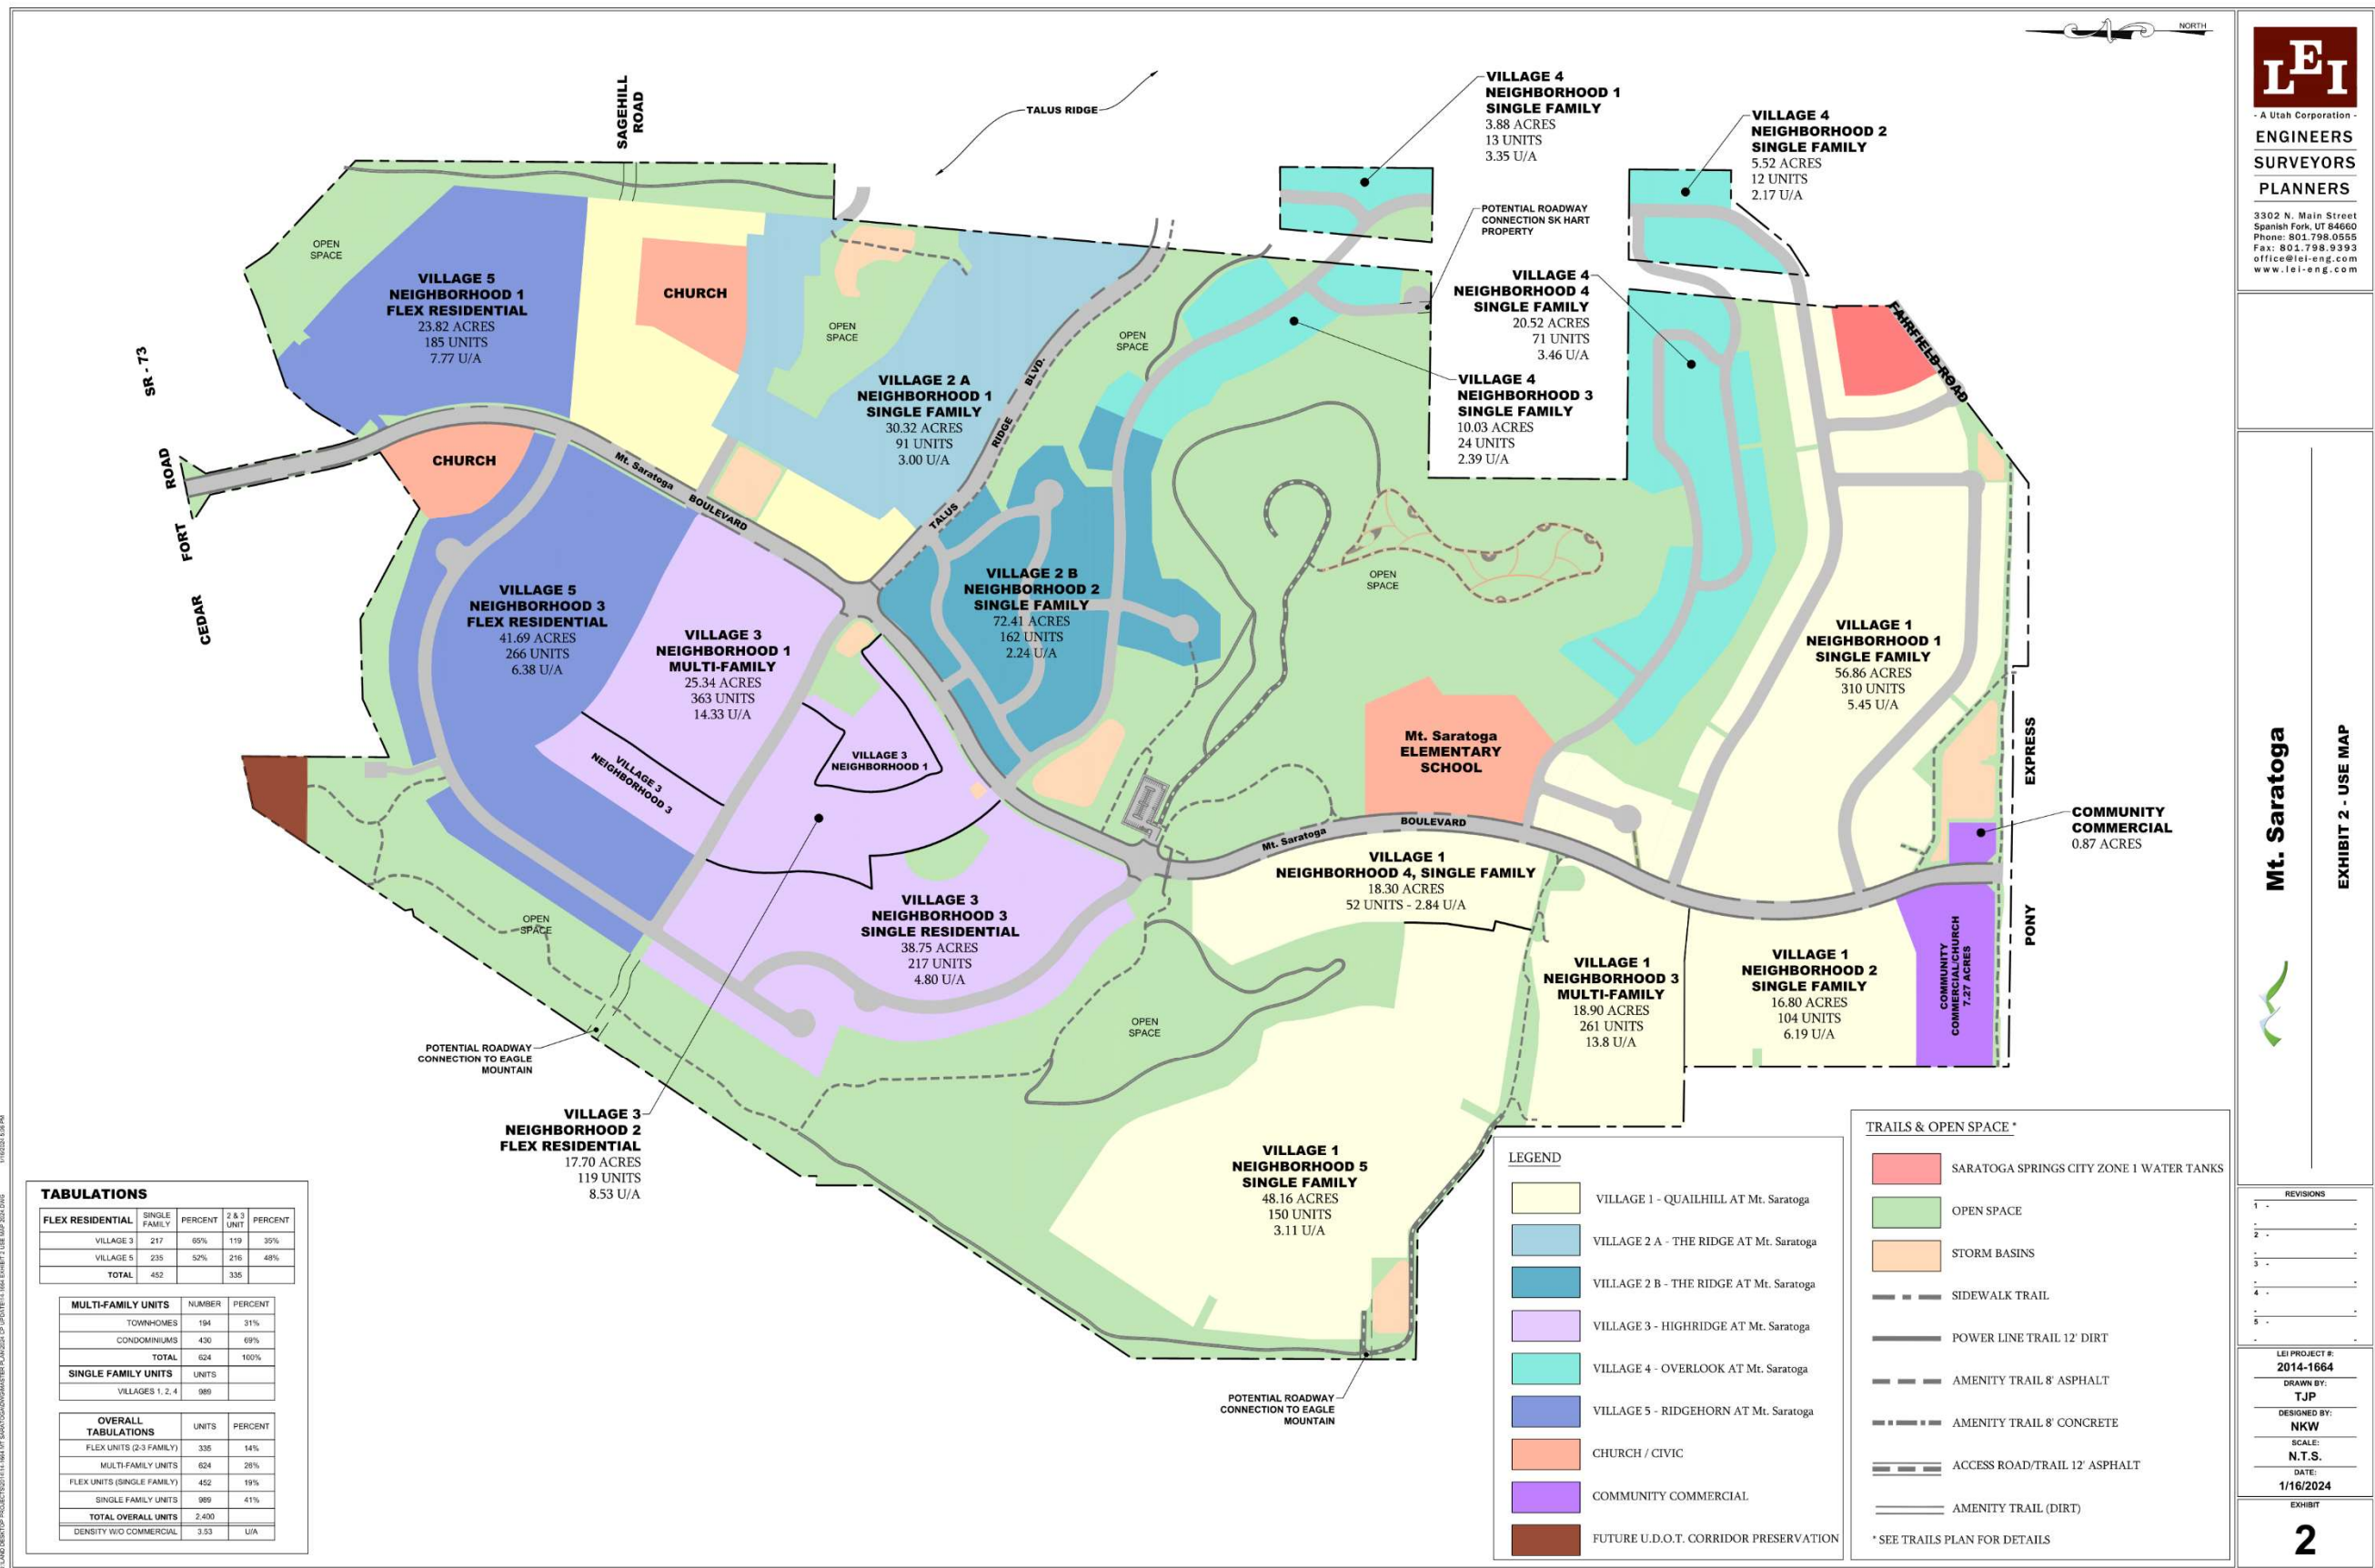 NORTH
SAGEHILL
ROAD
TALUS RIDGE
VILLAGE 4
NEIGHBORHOOD 1
SINGLE FAMILY
3.88 ACRES
13 UNITS
3.35 U/A
VILLAGE 4
NEIGHBORHOOD 2
SINGLE FAMILY
5.52 ACRES
12 UNITS
2.17 U/A
POTENTIAL ROADWAY
CONNECTION SK HART
PROPERTY
OPEN
SPACE
VILLAGE 5
NEIGHBORHOOD 1
FLEX RESIDENTIAL
23.82 ACRES
185 UNITS
7.77 U/A
CHURCH
OPEN
SPACE
OPEN
SPACE
VILLAGE 4
NEIGHBORHOOD 4
SINGLE FAMILY
20.52 ACRES
71 UNITS
3.46 U/A
FAIRFIELD ROAD
SR - 73
VILLAGE 2 A
NEIGHBORHOOD 1
SINGLE FAMILY
30.32 ACRES
91 UNITS
3.00 U/A
TALUS RIDGE BLVD.
VILLAGE 4
NEIGHBORHOOD 3
SINGLE FAMILY
10.03 ACRES
24 UNITS
2.39 U/A
CHURCH
Mt. Saratoga BOULEVARD
CEDAR FORT ROAD
VILLAGE 5
NEIGHBORHOOD 3
FLEX RESIDENTIAL
41.69 ACRES
266 UNITS
6.38 U/A
VILLAGE 3
NEIGHBORHOOD 1
MULTI-FAMILY
25.34 ACRES
363 UNITS
14.33 U/A
VILLAGE 2 B
NEIGHBORHOOD 2
SINGLE FAMILY
72.41 ACRES
162 UNITS
2.24 U/A
OPEN
SPACE
VILLAGE 1
NEIGHBORHOOD 1
SINGLE FAMILY
56.86 ACRES
310 UNITS
5.45 U/A
VILLAGE 3
NEIGHBORHOOD 3
VILLAGE 3
NEIGHBORHOOD 1
Mt. Saratoga
ELEMENTARY
SCHOOL
PONY EXPRESS
COMMUNITY
COMMERCIAL
0.87 ACRES
Mt. Saratoga BOULEVARD
VILLAGE 1
NEIGHBORHOOD 4, SINGLE FAMILY
18.30 ACRES
52 UNITS - 2.84 U/A
OPEN
SPACE
VILLAGE 3
NEIGHBORHOOD 3
SINGLE RESIDENTIAL
38.75 ACRES
217 UNITS
4.80 U/A
VILLAGE 1
NEIGHBORHOOD 3
MULTI-FAMILY
18.90 ACRES
261 UNITS
13.8 U/A
VILLAGE 1
NEIGHBORHOOD 2
SINGLE FAMILY
16.80 ACRES
104 UNITS
6.19 U/A
COMMUNITY
COMMERCIAL/CHURCH
7.27 ACRES
OPEN
SPACE
POTENTIAL ROADWAY
CONNECTION TO EAGLE
MOUNTAIN
VILLAGE 3
NEIGHBORHOOD 2
FLEX RESIDENTIAL
17.70 ACRES
119 UNITS
8.53 U/A
VILLAGE 1
NEIGHBORHOOD 5
SINGLE FAMILY
48.16 ACRES
150 UNITS
3.11 U/A
POTENTIAL ROADWAY
CONNECTION TO EAGLE
MOUNTAIN
TABULATIONS
FLEX RESIDENTIAL SINGLE FAMILY PERCENT 2 & 3 UNIT PERCENT
VILLAGE 3 217 65% 119 35%
VILLAGE 5 235 52% 216 48%
TOTAL 452 335
MULTI-FAMILY UNITS NUMBER PERCENT
TOWNHOMES 194 31%
CONDOMINIUMS 430 69%
TOTAL 624 100%
SINGLE FAMILY UNITS UNITS
VILLAGES 1, 2, 4 989
OVERALL TABULATIONS UNITS PERCENT
FLEX UNITS (2-3 FAMILY) 335 14%
MULTI-FAMILY UNITS 624 26%
FLEX UNITS (SINGLE FAMILY) 452 19%
SINGLE FAMILY UNITS 989 41%
TOTAL OVERALL UNITS 2,400
DENSITY W/O COMMERCIAL 3.53 U/A
LEGEND
VILLAGE 1 - QUAILHILL AT Mt. Saratoga
VILLAGE 2 A - THE RIDGE AT Mt. Saratoga
VILLAGE 2 B - THE RIDGE AT Mt. Saratoga
VILLAGE 3 - HIGHRIDGE AT Mt. Saratoga
VILLAGE 4 - OVERLOOK AT Mt. Saratoga
VILLAGE 5 - RIDGEHORN AT Mt. Saratoga
CHURCH / CIVIC
COMMUNITY COMMERCIAL
FUTURE U.D.O.T. CORRIDOR PRESERVATION
TRAILS & OPEN SPACE *
SARATOGA SPRINGS CITY ZONE 1 WATER TANKS
OPEN SPACE
STORM BASINS
SIDEWALK TRAIL
POWER LINE TRAIL 12' DIRT
AMENITY TRAIL 8' ASPHALT
AMENITY TRAIL 8' CONCRETE
ACCESS ROAD/TRAIL 12' ASPHALT
AMENITY TRAIL (DIRT)
* SEE TRAILS PLAN FOR DETAILS
LEI
- A Utah Corporation -
ENGINEERS
SURVEYORS
PLANNERS
3302 N. Main Street
Spanish Fork, UT 84660
Phone: 801.798.0555
Fax: 801.798.9393
office@lei-eng.com
www.lei-eng.com
Mt. Saratoga
EXHIBIT 2 - USE MAP
REVISIONS
1 -
2 -
3 -
4 -
5 -
LEI PROJECT #:
2014-1664
DRAWN BY:
TJP
DESIGNED BY:
NKW
SCALE:
N.T.S.
DATE:
1/16/2024
EXHIBIT
2